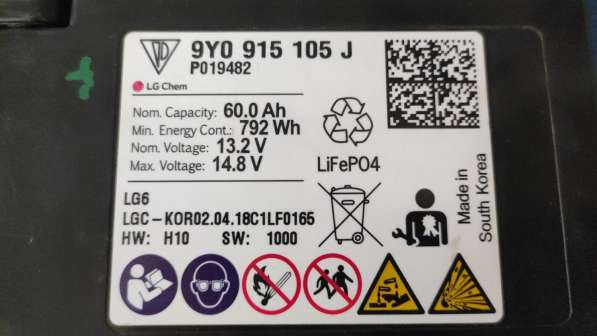 9Y0 915 105 J
P019482
LG Chem
Nom. Capacity: 60.0 Ah
Min. Energy Cont.: 792 Wh
Nom. Voltage: 13.2 V
Max. Voltage: 14.8 V
LiFePO4
LG6
LGC-KOR02.04.18C1LF0165
HW: H10 SW: 1000
Made in
South Korea